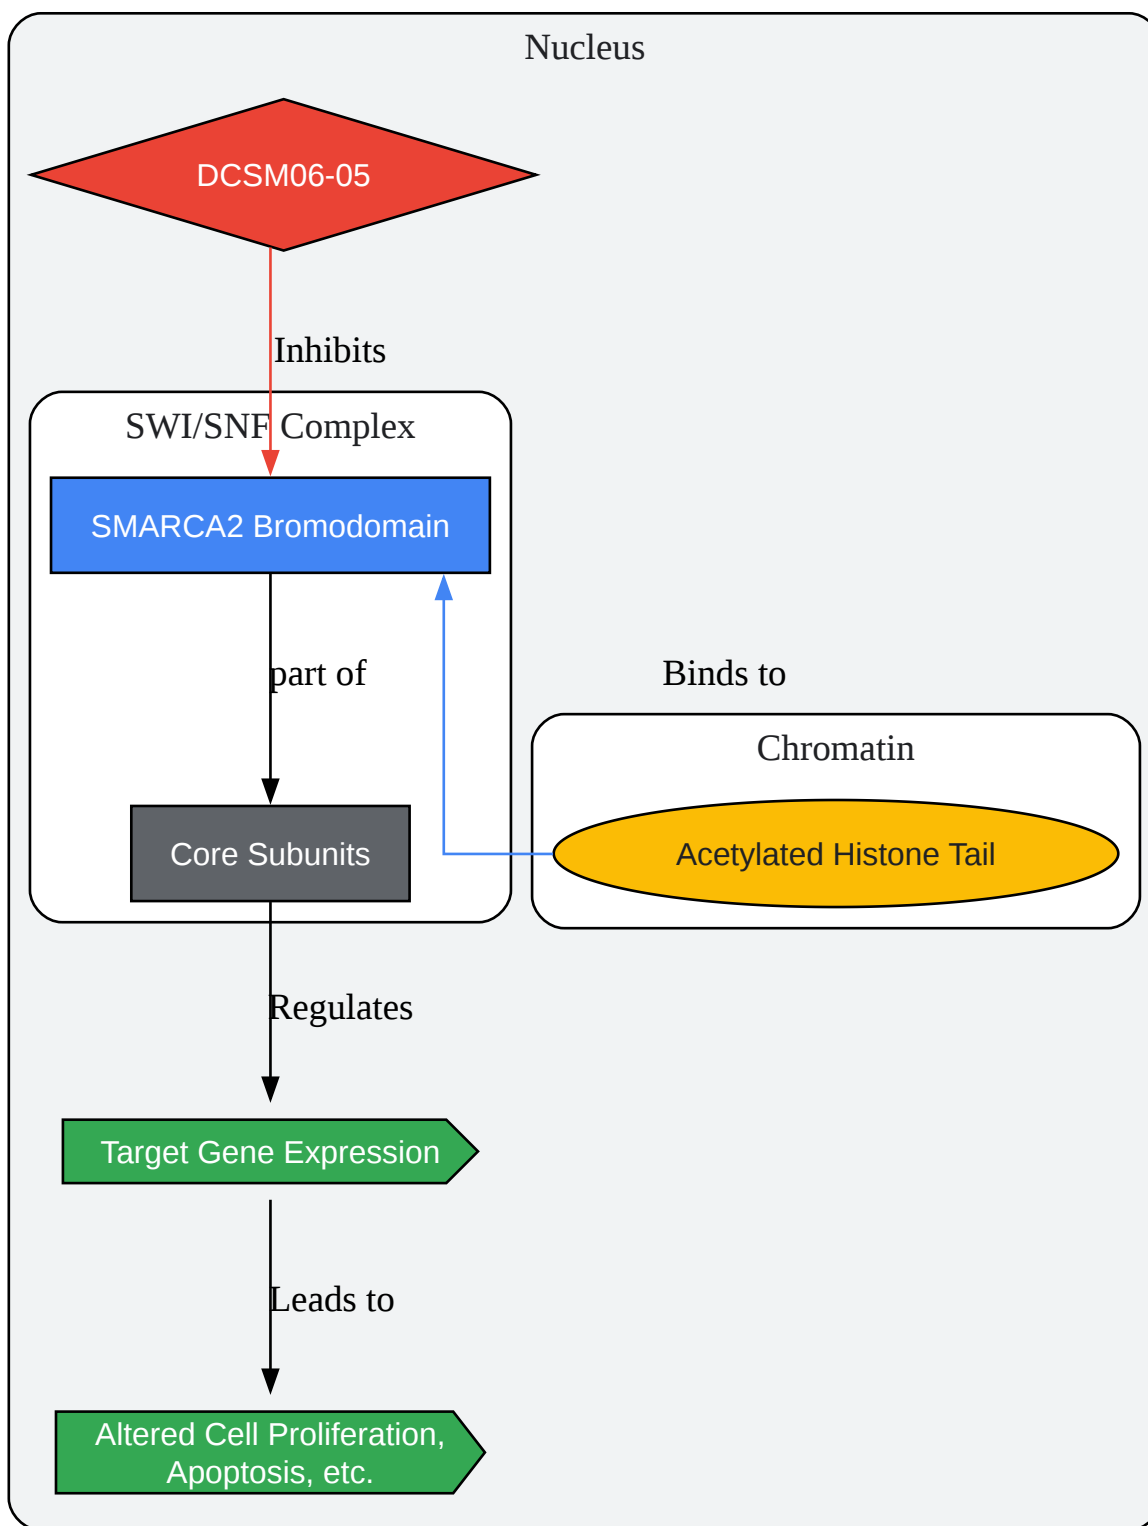 Nucleus
DCSM06-05
Inhibits
SWI/SNF Complex
SMARCA2 Bromodomain
part of
Binds to
Chromatin
Core Subunits
Acetylated Histone Tail
Regulates
Target Gene Expression
Leads to
Altered Cell Proliferation,
Apoptosis, etc.